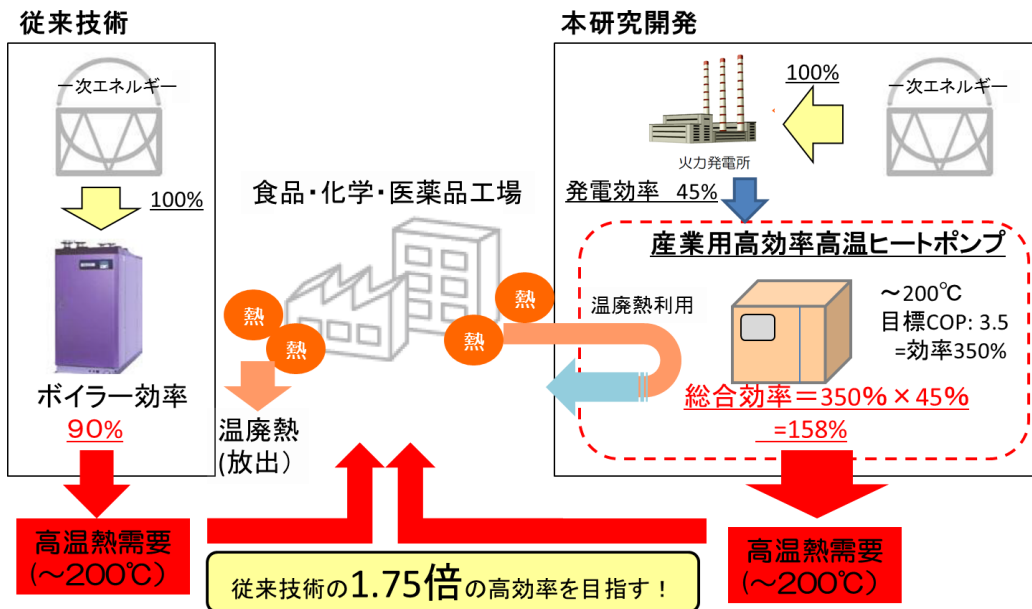 従来技術
一次エネルギー
100%
ボイラー効率
90%
高温熱需要
(～200℃)
食品・化学・医薬品工場
熱
熱
熱
熱
温廃熱
(放出)
本研究開発
一次エネルギー
100%
火力発電所
発電効率 45%
産業用高効率高温ヒートポンプ
温廃熱利用
～200℃
目標COP: 3.5
=効率350%
総合効率＝350%×45%
=158%
高温熱需要
(～200℃)
従来技術の1.75倍の高効率を目指す！